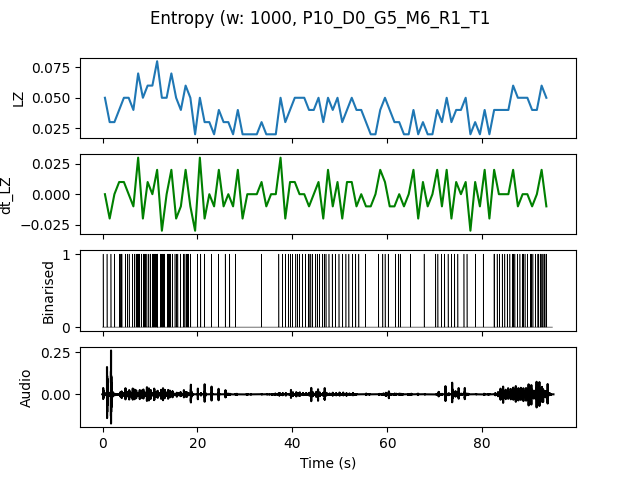 Entropy (w: 1000, P10_D0_G5_M6_R1_T1
0.075
0.050
0.025
LZ
0.025
0.000
−0.025
dt_LZ
1
0
Binarised
0.25
0.00
Audio
0 20 40 60 80
Time (s)